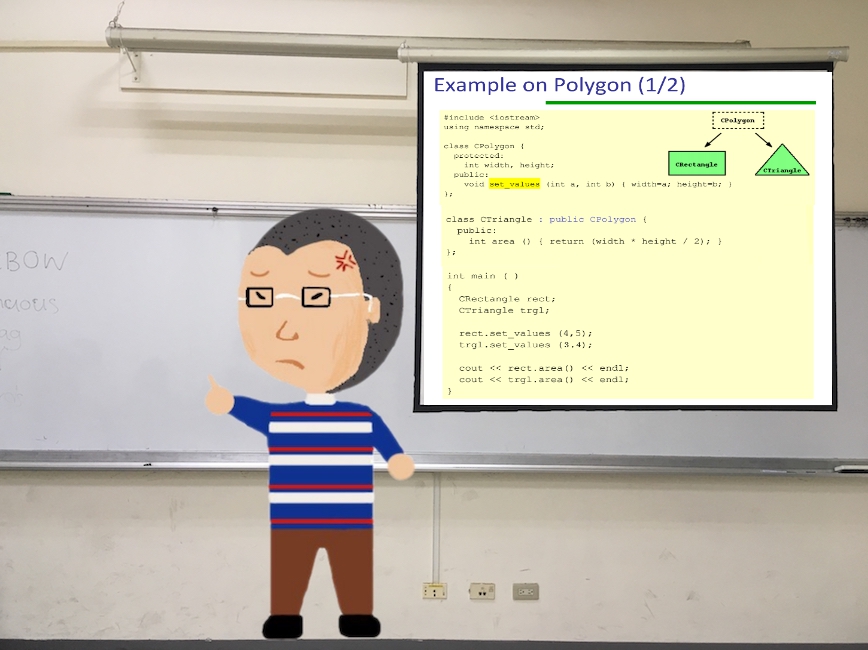 BOW
Example on Polygon (1/2)
#include <iostream>
using namespace std;
CPolygon
class CPolygon {
protected:
int width, height;
public:
void set_values (int a, int b) { width=a; height=b; }
};
CRectangle
CTriangle
class CTriangle : public CPolygon {
public:
int area () { return (width * height / 2); }
};
int main ( )
{
CRectangle rect;
CTriangle trgl;
rect.set_values (4,5);
trgl.set_values (3.4);
cout << rect.area() << endl;
cout << trgl.area() << endl;
}